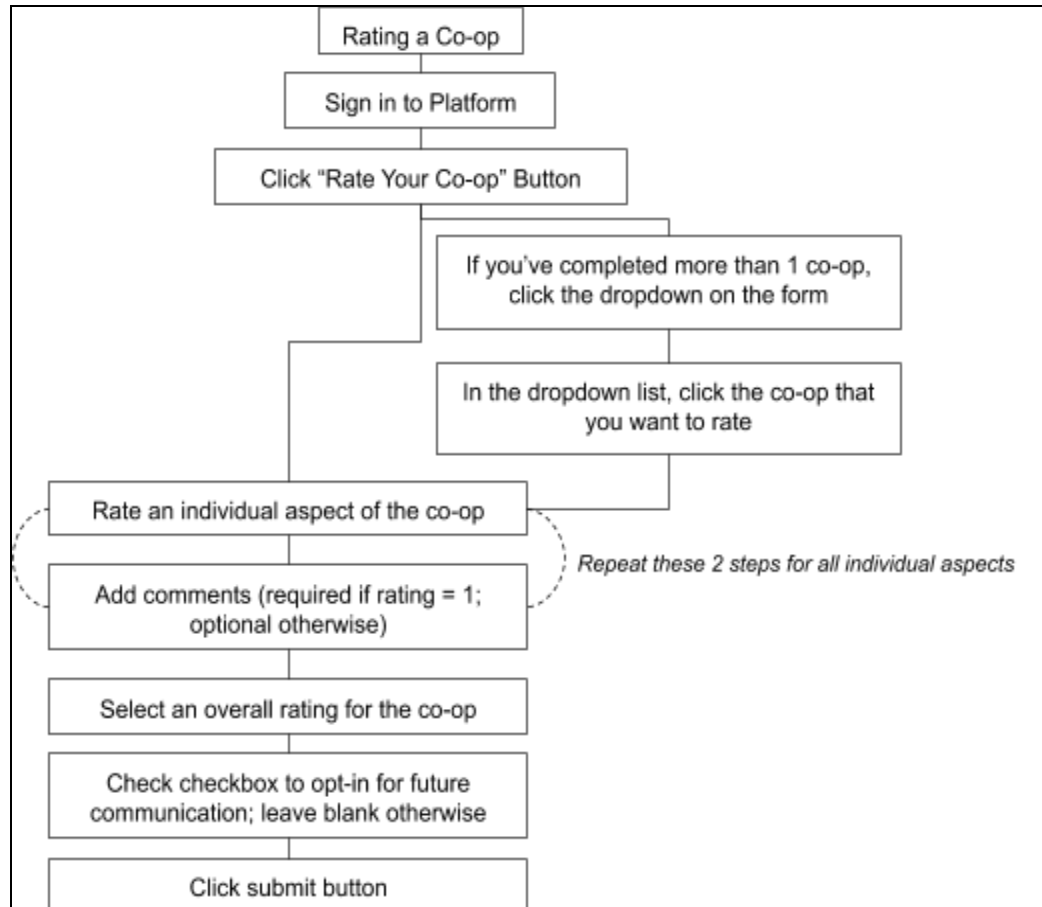 Rating a Co-op
Sign in to Platform
Click “Rate Your Co-op” Button
If you’ve completed more than 1 co-op,
click the dropdown on the form
In the dropdown list, click the co-op that
you want to rate
Rate an individual aspect of the co-op
Repeat these 2 steps for all individual aspects
Add comments (required if rating = 1;
optional otherwise)
Select an overall rating for the co-op
Check checkbox to opt-in for future
communication; leave blank otherwise
Click submit button